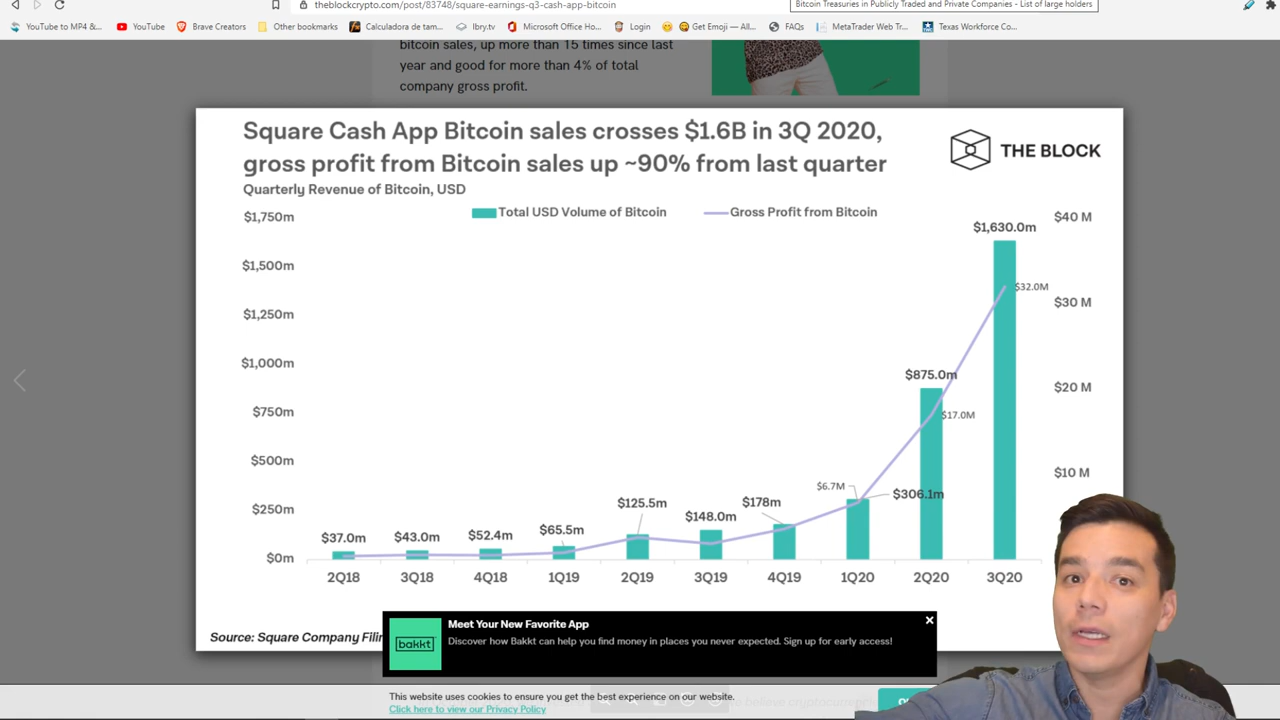 theblockcrypto.com/post/83748/square-earnings-q3-cash-app-bitcoin
Bitcoin Treasuries in Publicly Traded and Private Companies - List of large holders
YouTube to MP4 &... YouTube Brave Creators Other bookmarks Calculadora de tam... lbry.tv Microsoft Office Ho... Login Get Emoji — All... FAQs MetaTrader Web Tr... Texas Workforce Co...
bitcoin sales, up more than 15 times since last
year and good for more than 4% of total
company gross profit.
Square Cash App Bitcoin sales crosses $1.6B in 3Q 2020,
gross profit from Bitcoin sales up ~90% from last quarter
THE BLOCK
Quarterly Revenue of Bitcoin, USD
Total USD Volume of Bitcoin Gross Profit from Bitcoin
$1,750m
$1,500m
$1,250m
$1,000m
$750m
$500m
$250m
$0m
$40 M
$30 M
$20 M
$10 M
$37.0m
$43.0m
$52.4m
$65.5m
$125.5m
$148.0m
$178m
$6.7M
$306.1m
$875.0m
$17.0M
$1,630.0m
$32.0M
2Q18 3Q18 4Q18 1Q19 2Q19 3Q19 4Q19 1Q20 2Q20 3Q20
Source: Square Company Filin
bakkt
Meet Your New Favorite App
Discover how Bakkt can help you find money in places you never expected. Sign up for early access!
This website uses cookies to ensure you get the best experience on our website.
Click here to view our Privacy Policy